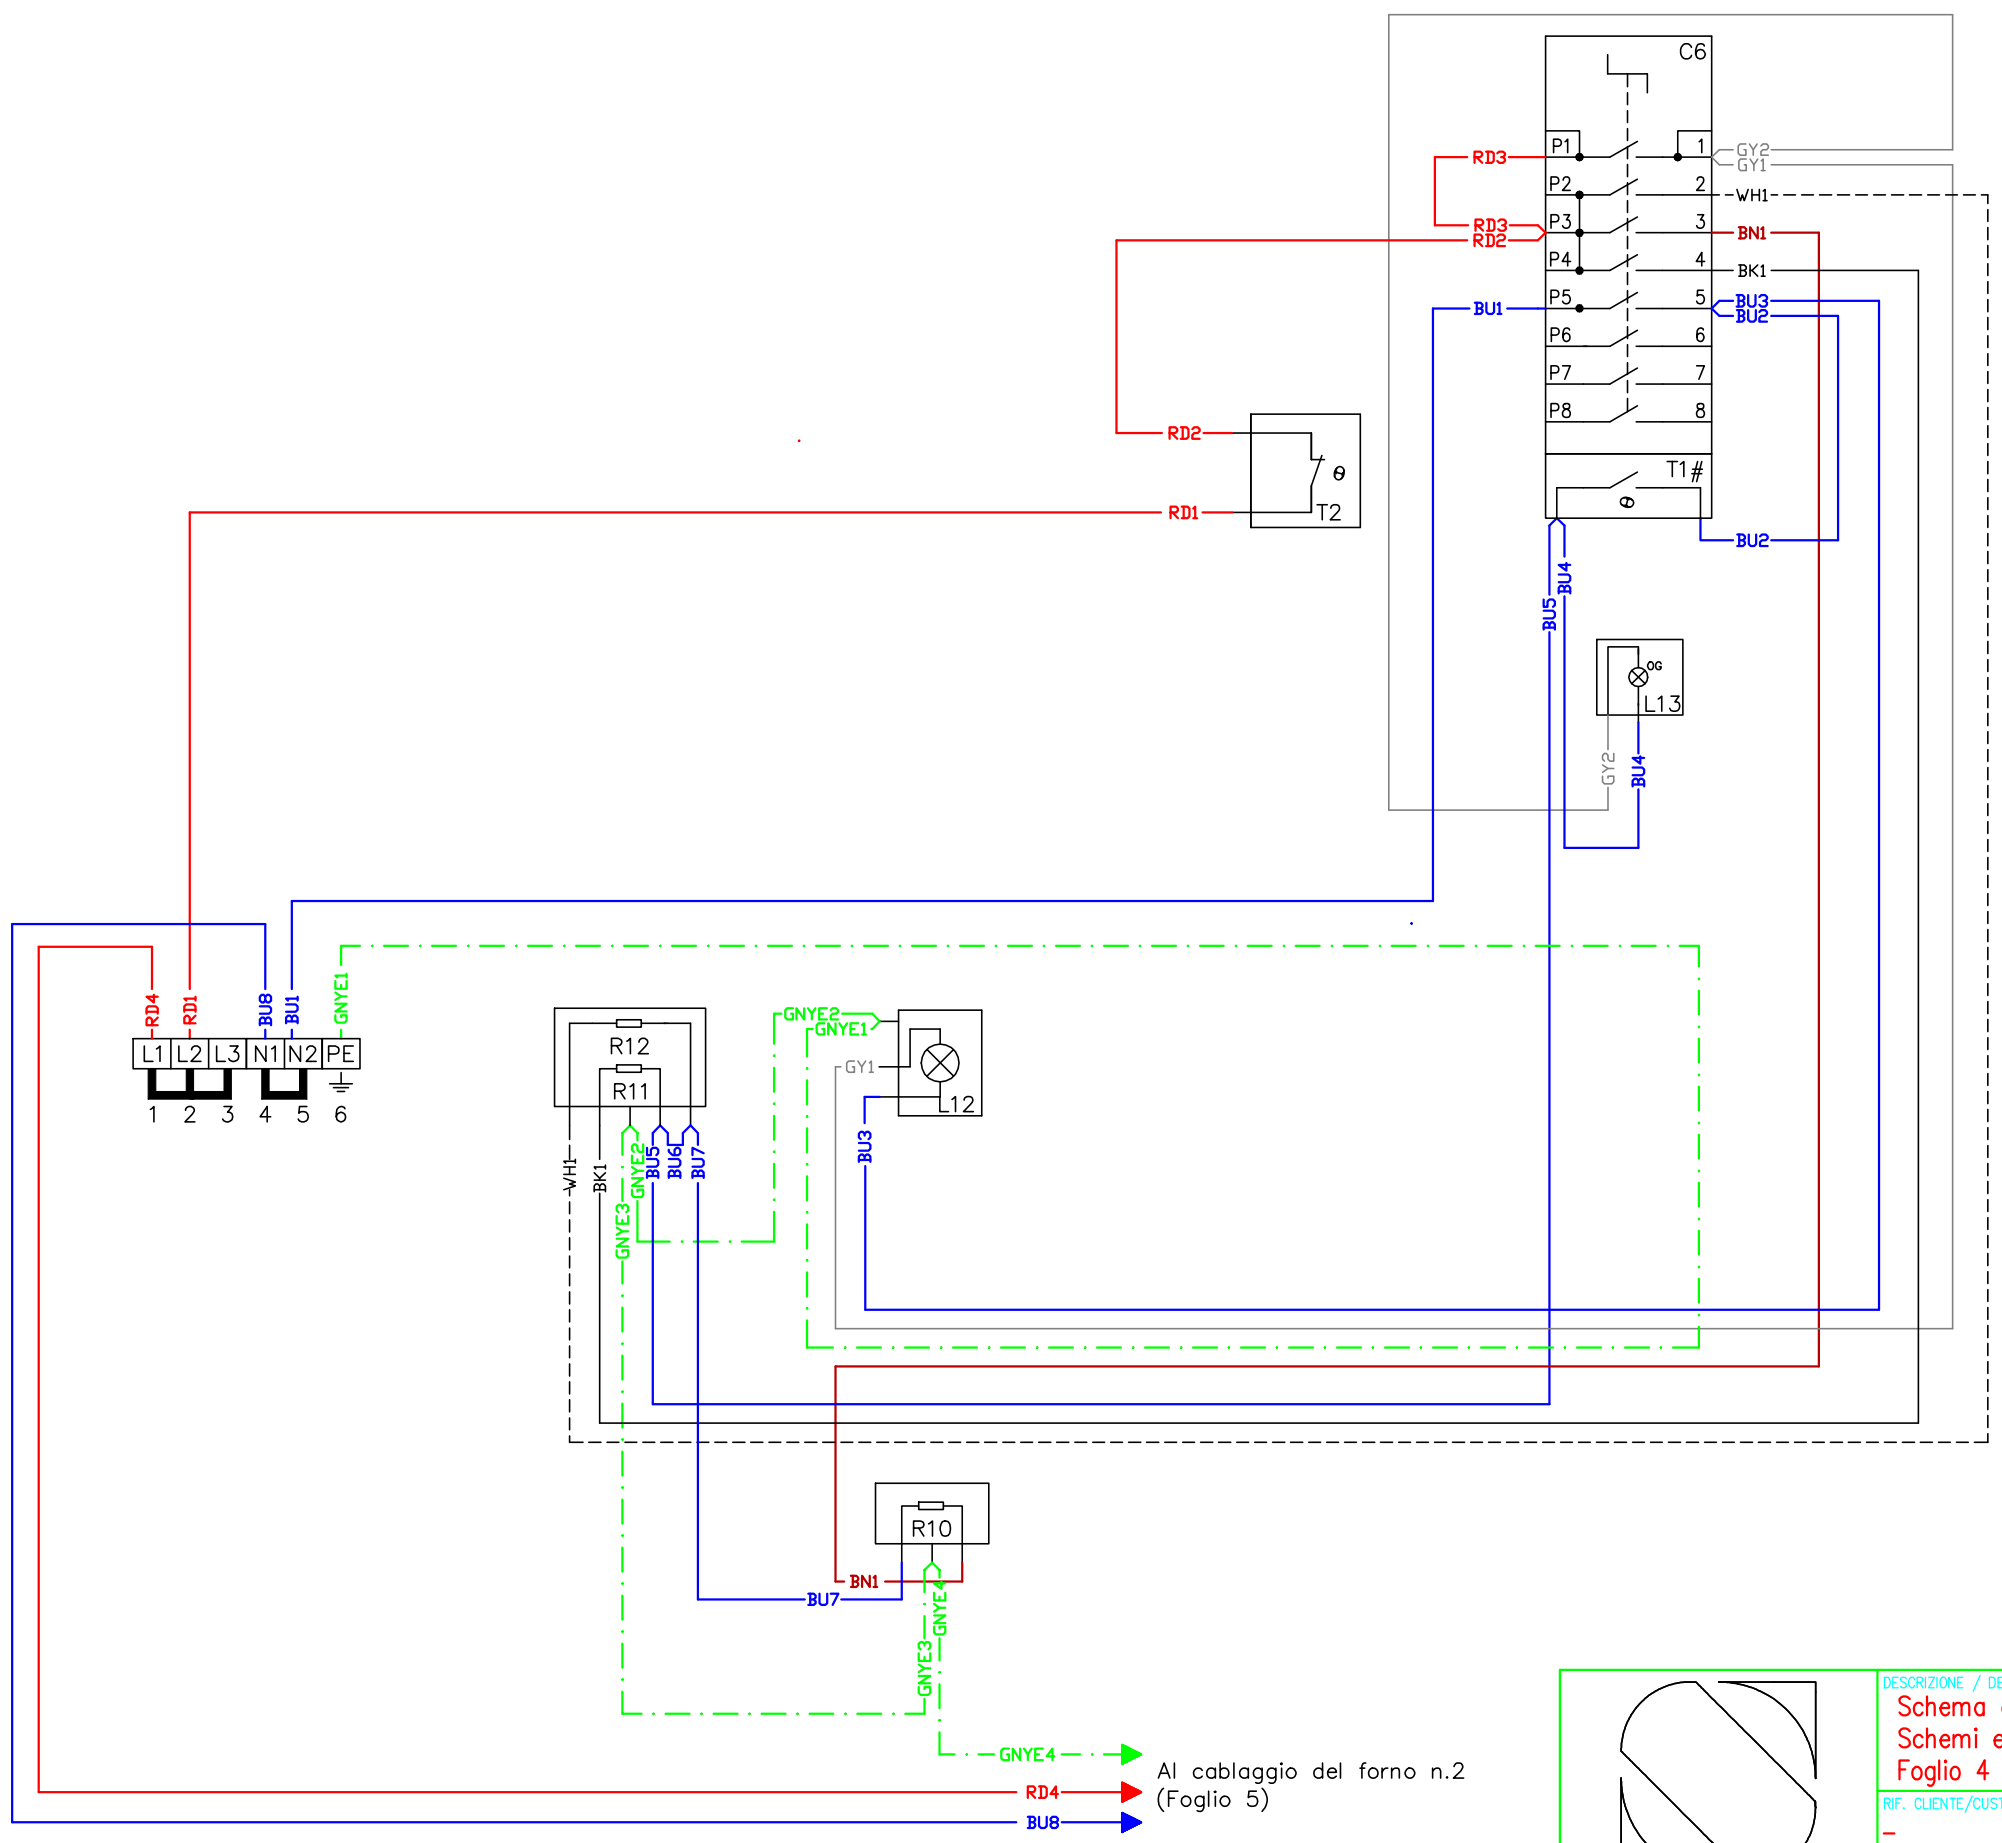 C6
P1 1
RD3
GY2
GY1
P2 2
WH1
P3 3
RD3
RD2
BN1
P4 4
BK1
P5 5
BU1
BU3
BU2
P6 6
P7 7
P8 8
RD2
θ
T2
RD1
T1#
θ
BU2
BU4
BU5
OG
L13
GY2
BU4
RD4
RD1
BU8
BU1
GNYE1
L1 L2 L3 N1 N2 PE
1 2 3 4 5 6
R12
R11
GNYE2
GNYE1
GY1
L12
BU3
WH1
BK1
GNYE3
GNYE2
BU5
BU6
BU7
R10
BN1
BU7
GNYE4
GNYE3
GNYE4
Al cablaggio del forno n.2
(Foglio 5)
RD4
BU8
DESCRIZIONE /
Schema
Schemi
Foglio 4
RIF.
–